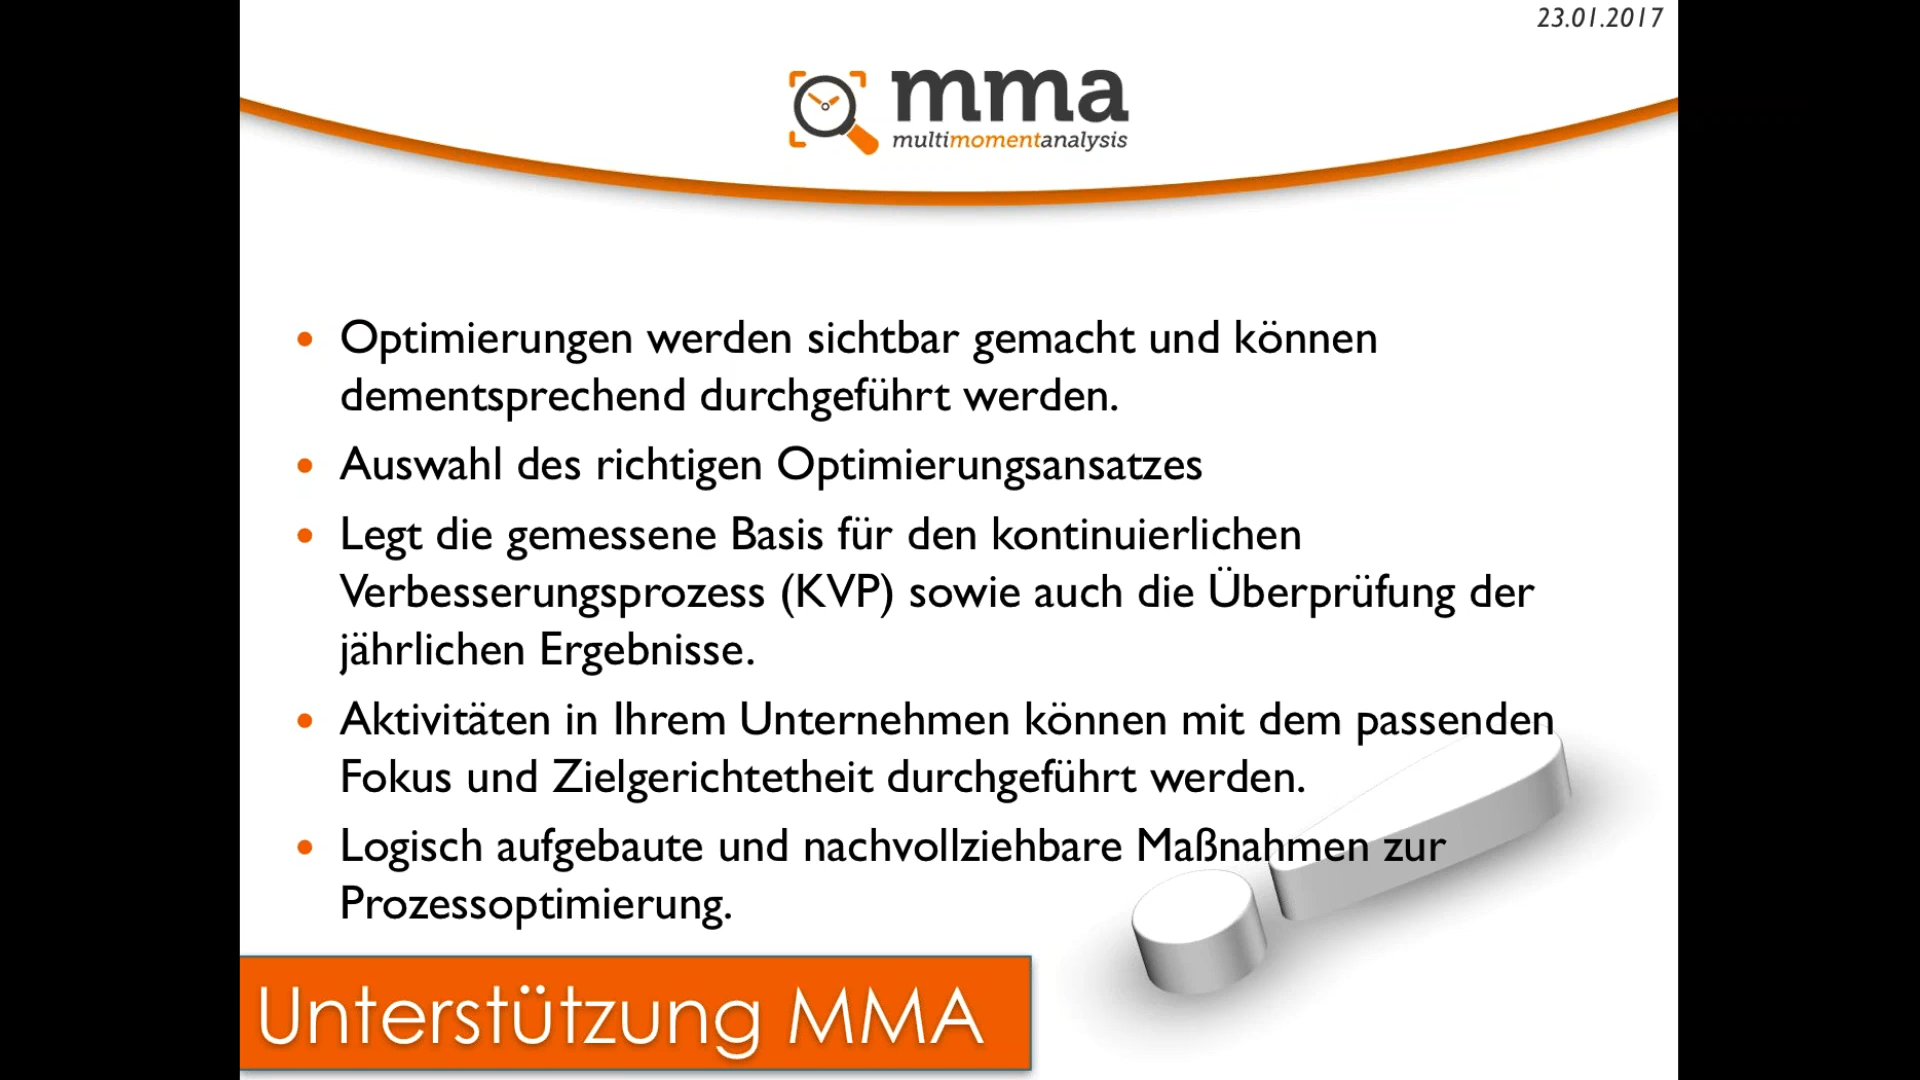 23.01.2017
mma
multimomentanalysis
• Optimierungen werden sichtbar gemacht und können
dementsprechend durchgeführt werden.
• Auswahl des richtigen Optimierungsansatzes
• Legt die gemessene Basis für den kontinuierlichen
Verbesserungsprozess (KVP) sowie auch die Überprüfung der
jährlichen Ergebnisse.
• Aktivitäten in Ihrem Unternehmen können mit dem passenden
Fokus und Zielgerichtetheit durchgeführt werden.
• Logisch aufgebaute und nachvollziehbare Maßnahmen zur
Prozessoptimierung.
Unterstützung MMA